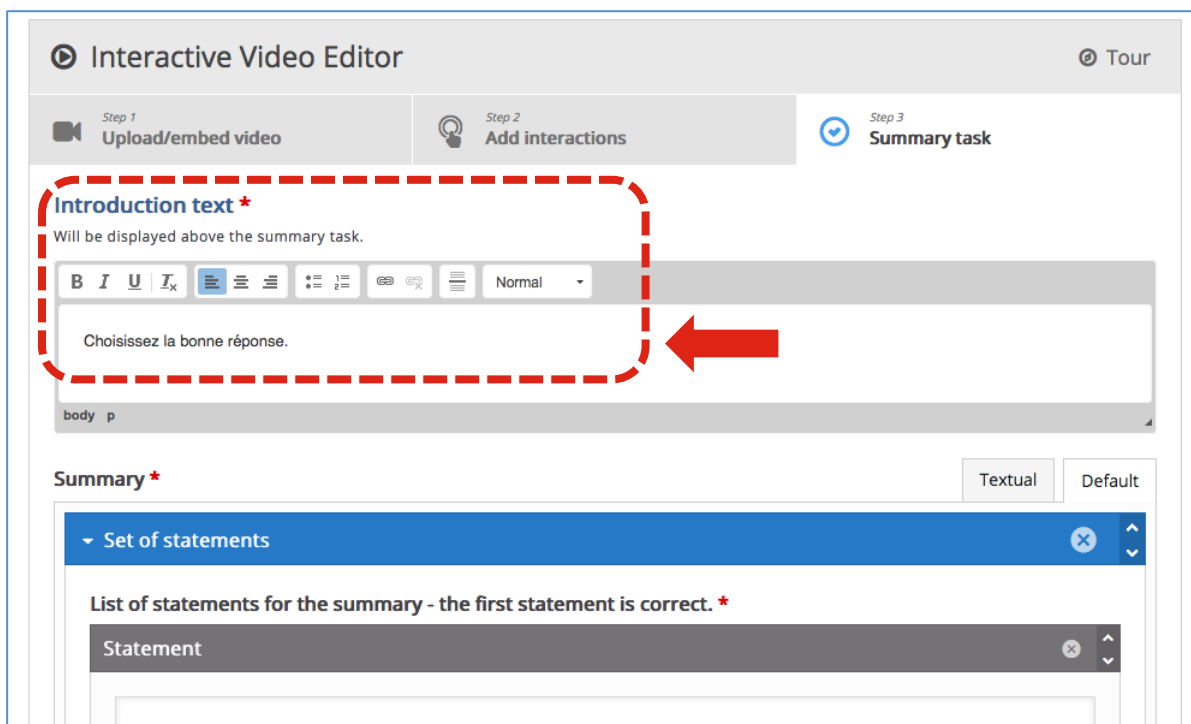 Interactive Video Editor
Tour
Step 1
Upload/embed video
Step 2
Add interactions
Step 3
Summary task
Introduction text *
Will be displayed above the summary task.
B I U Ix Normal
Choisissez la bonne réponse.
body p
Summary *
Textual Default
Set of statements
List of statements for the summary - the first statement is correct. *
Statement